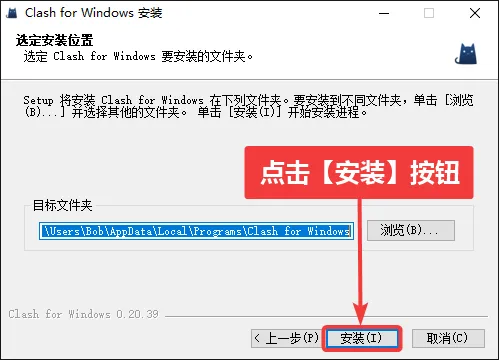 Clash for Windows 安装
选定安装位置
选定 Clash for Windows 要安装的文件夹。
Setup 将安装 Clash for Windows 在下列文件夹。要安装到不同文件夹，单击 [浏览
(B)...] 并选择其他的文件夹。 单击 [安装(I)] 开始安装进程。
点击【安装】按钮
目标文件夹
\Users\Bob\AppData\Local\Programs\Clash for Windows
浏览(B)...
Clash for Windows 0.20.39
< 上一步(P)
安装(I)
取消(C)